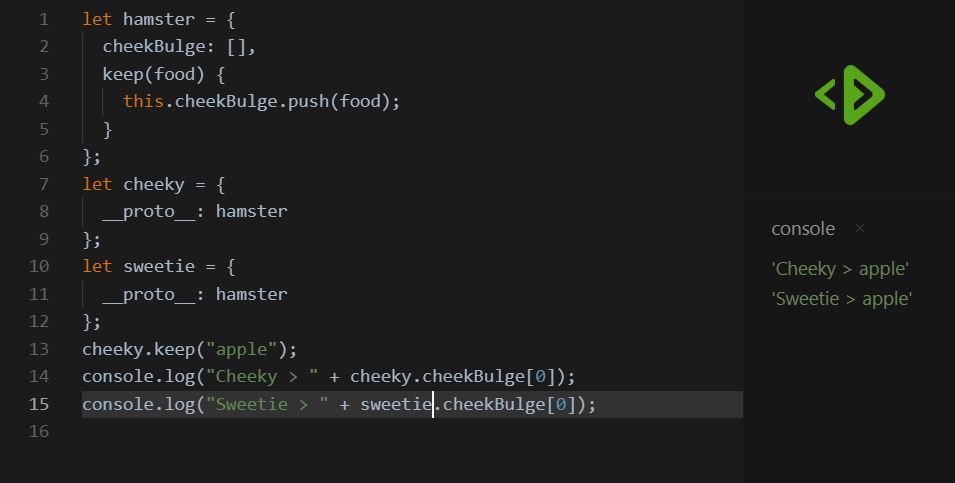 1 let hamster = {
2 cheekBulge: [],
3 keep(food) {
4 this.cheekBulge.push(food);
5 }
6 };
7 let cheeky = {
8 __proto__: hamster
9 };
10 let sweetie = {
11 __proto__: hamster
12 };
13 cheeky.keep("apple");
14 console.log("Cheeky > " + cheeky.cheekBulge[0]);
15 console.log("Sweetie > " + sweetie.cheekBulge[0]);
16
console ×
'Cheeky > apple'
'Sweetie > apple'